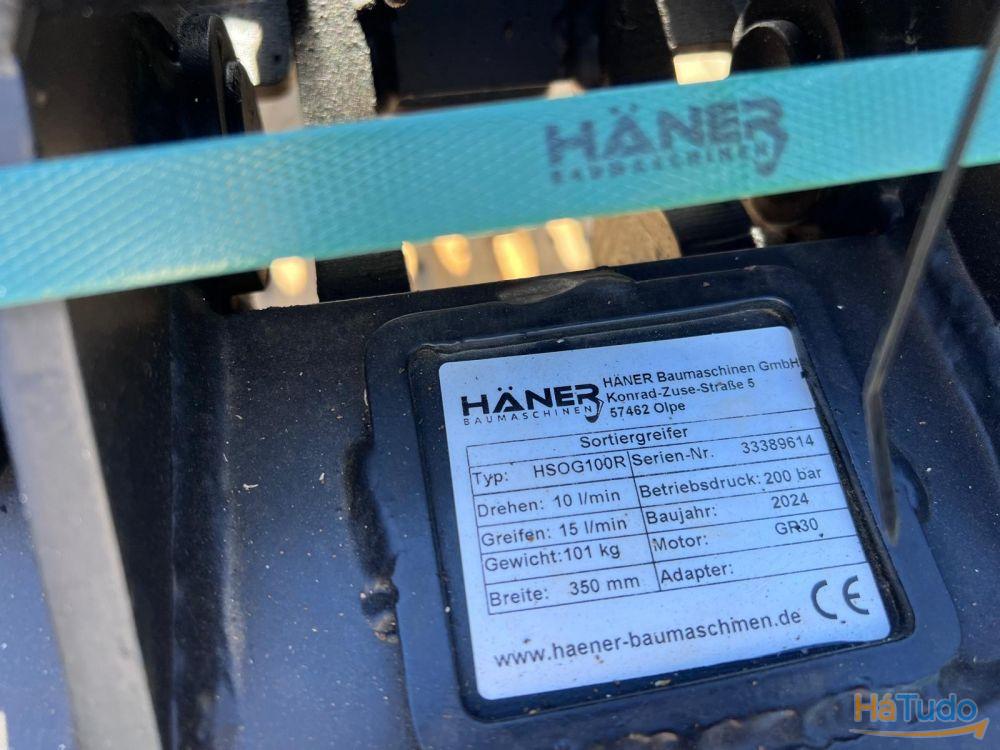 HÄNER
BAUMASCHINEN
HÄNER
BAUMASCHINEN
HÄNER Baumaschinen GmbH
Konrad-Zuse-Straße 5
57462 Olpe
Sortiergreifer
Typ: HSOG100R Serien-Nr. 33389614
Drehen: 10 l/min Betriebsdruck: 200 bar
Greifen: 15 l/min Baujahr: 2024
Gewicht: 101 kg Motor: GR30
Breite: 350 mm Adapter:
CE
www.haener-baumaschinen.de
HáTudo